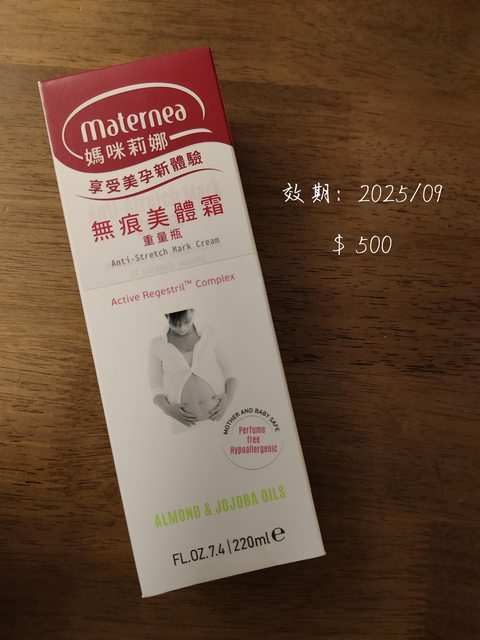 maternea
媽咪莉娜
享受美孕新體驗
無痕美體霜
重量瓶
Anti-Stretch Mark Cream
Active Regestril™ Complex
MOTHER AND BABY SAFE
Perfume
free
Hypoallergenic
ALMOND & JOJOBA OILS
FL.OZ.7.4 | 220ml ℮
效期: 2025/09
$ 500